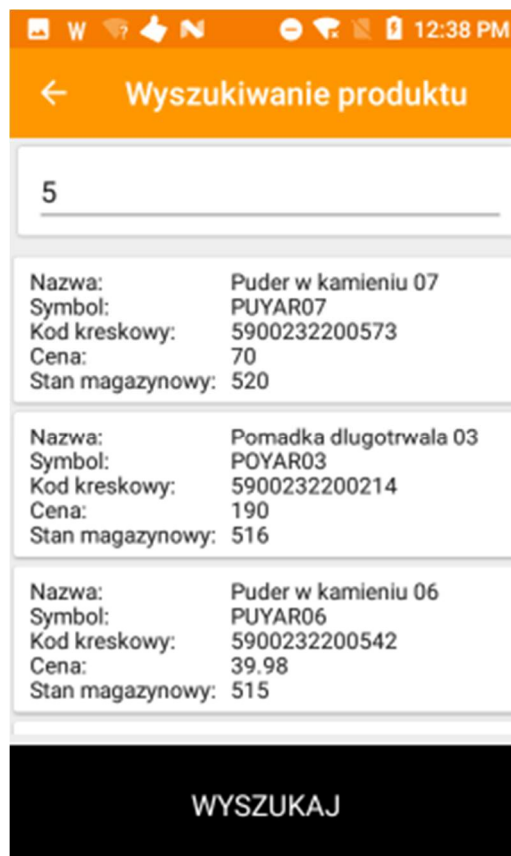 W ? N 12:38 PM
Wyszukiwanie produktu
5
Nazwa: Puder w kamieniu 07
Symbol: PUYAR07
Kod kreskowy: 5900232200573
Cena: 70
Stan magazynowy: 520
Nazwa: Pomadka dlugotrwala 03
Symbol: POYAR03
Kod kreskowy: 5900232200214
Cena: 190
Stan magazynowy: 516
Nazwa: Puder w kamieniu 06
Symbol: PUYAR06
Kod kreskowy: 5900232200542
Cena: 39.98
Stan magazynowy: 515
WYSZUKAJ